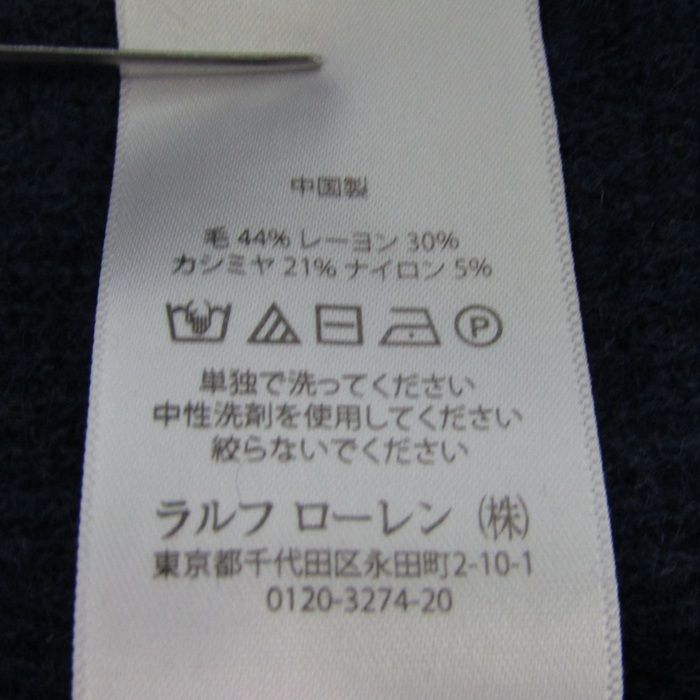 中国製
毛 44% レーヨン 30%
カシミヤ 21% ナイロン 5%
P
単独で洗ってください
中性洗剤を使用してください
絞らないでください
ラルフ ローレン ㈱
東京都千代田区永田町2-10-1
0120-3274-20